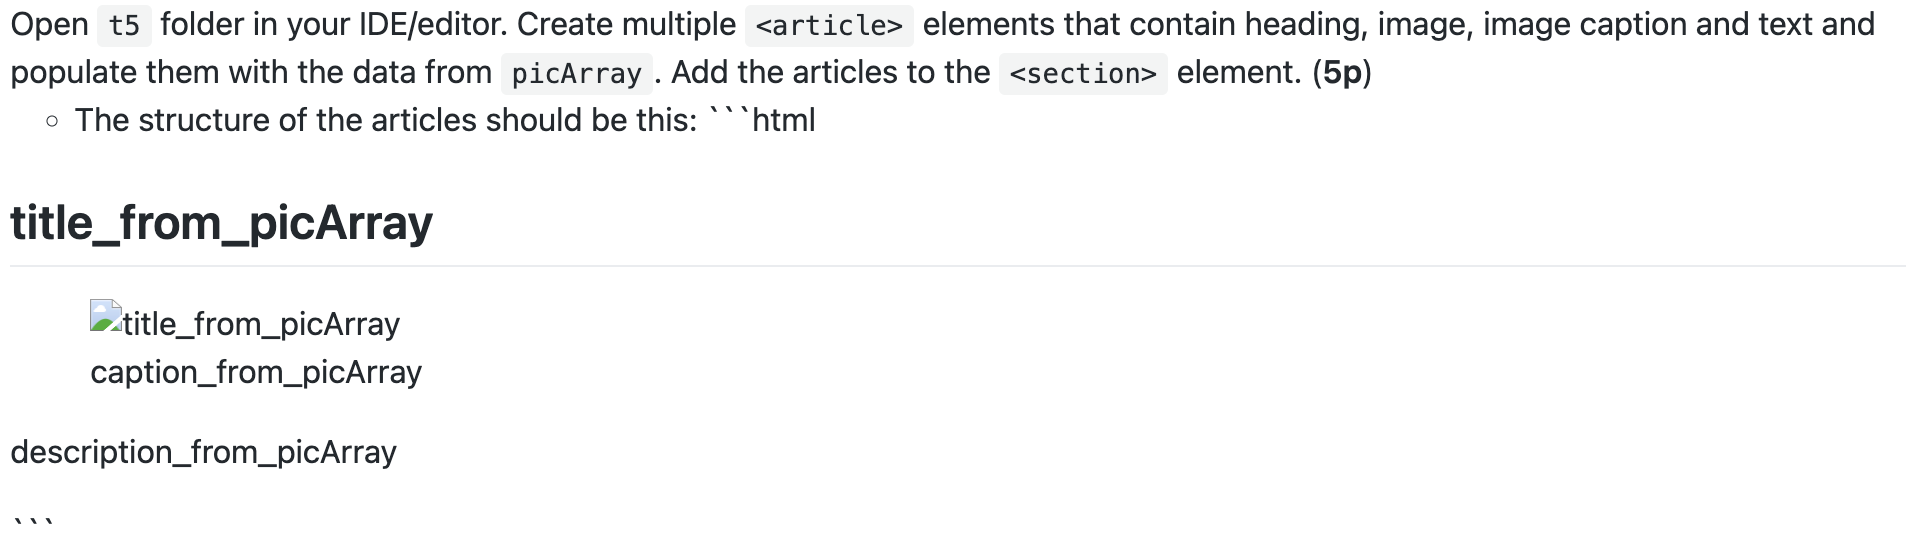 Open t5 folder in your IDE/editor. Create multiple <article> elements that contain heading, image, image caption and text and
populate them with the data from picArray. Add the articles to the <section> element. (5p)
○ The structure of the articles should be this: ```html
title_from_picArray
title_from_picArray
caption_from_picArray
description_from_picArray
```